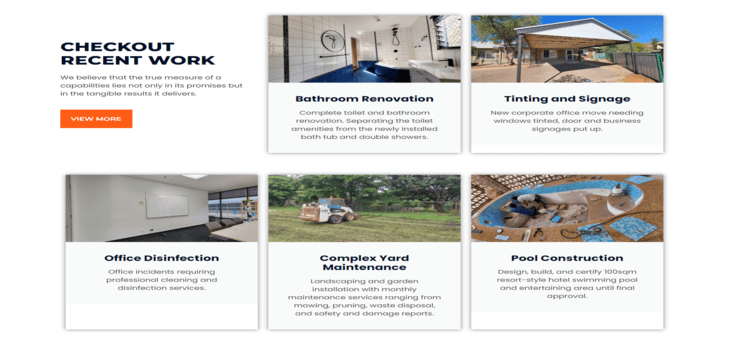 CHECKOUT
RECENT WORK
We believe that the true measure of a
capabilities lies not only in its promises but
in the tangible results it delivers.
VIEW MORE
Bathroom Renovation
Complete toilet and bathroom
renovation. Separating the toilet
amenities from the newly installed
bath tub and double showers.
Tinting and Signage
New corporate office move needing
windows tinted, door and business
signages put up.
Office Disinfection
Office incidents requiring
professional cleaning and
disinfection services.
Complex Yard
Maintenance
Landscaping and garden
installation with monthly
maintenance services ranging from
mowing, pruning, waste disposal,
and safety and damage reports.
Pool Construction
Design, build, and certify 100sqm
resort-style hotel swimming pool
and entertaining area until final
approval.